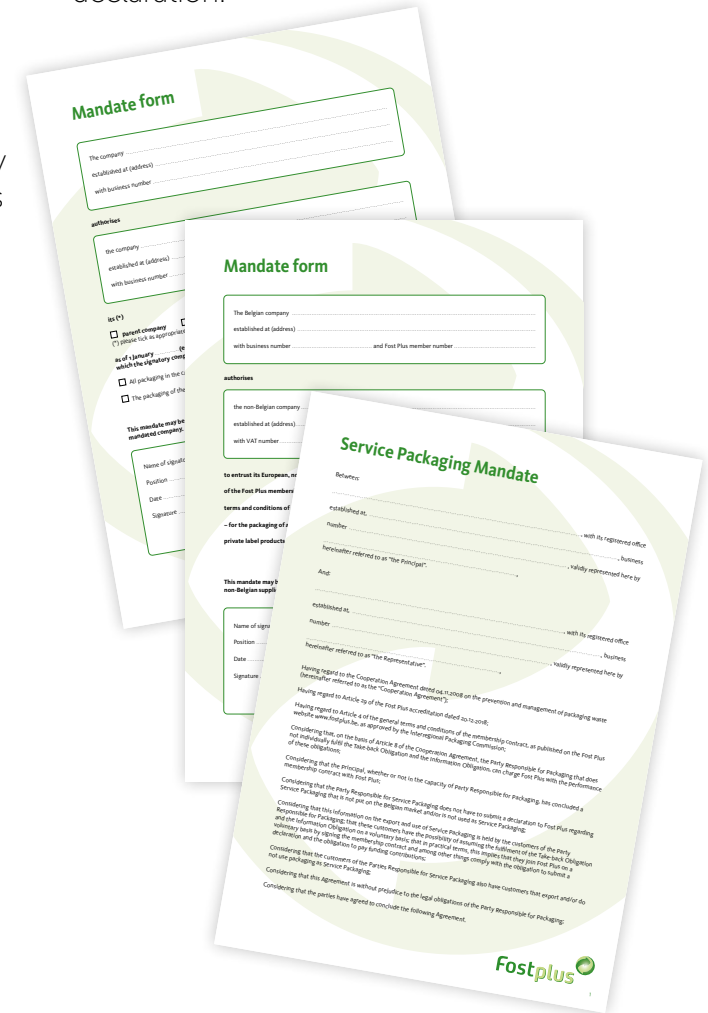 declaration.
y
s
Mandate form
The company
established at (address)
with business number
authorises
the company
established at (address)
with business number
its (*)
parent company
(*) please tick as appropriate
as of 1 January (e
which the signatory comp
All packaging in the c
The packaging of the
This mandate may be
mandated company,
Name of signato
Position
Date
Signature
Mandate form
The Belgian company
established at (address)
with business number and Fost Plus member number
authorises
the non-Belgian company
established at (address)
with VAT number
to entrust its European, n
of the Fost Plus members
terms and conditions of
– for the packaging of a
private label products
This mandate may b
non-Belgian suppli
Name of signa
Position
Date
Signature
Service Packaging Mandate
Between:
established at, , with its registered office
number , business
, validly represented here by
hereinafter referred to as "the Principal". ,
And:
established at, , with its registered office
number , business
, validly represented here by
hereinafter referred to as "The Representative". ,
Having regard to the Cooperation Agreement dated 04.11.2008 on the prevention and management of packaging waste
(hereinafter referred to as the "Cooperation Agreement");
Having regard to Article 29 of the Fost Plus accreditation dated 20.12.2018;
Having regard to Article 4 of the general terms and conditions of the membership contract, as published on the Fost Plus
website www.fostplus.be, as approved by the Interregional Packaging Commission;
Considering that, on the basis of Article 8 of the Cooperation Agreement, the Party Responsible for Packaging that does
not individually fulfil the Take-back Obligation and the Information Obligation, can charge Fost Plus with the performance
of these obligations;
Considering that the Principal, whether or not in the capacity of Party Responsible for Packaging, has concluded a
membership contract with Fost Plus;
Considering that the Party Responsible for Service Packaging does not have to submit a declaration to Fost Plus regarding
Service Packaging that is not put on the Belgian market and/or is not used as Service Packaging;
Considering that this information on the export and use of Service Packaging is held by the customers of the Party
Responsible for Packaging; that these customers have the possibility of assuming the fulfilment of the Take-back Obligation
and the Information Obligation on a voluntary basis; that in practical terms, this implies that they join Fost Plus on a
voluntary basis by signing the membership contract and among other things comply with the obligation to submit a
declaration and the obligation to pay funding contributions;
Considering that the customers of the Parties Responsible for Service Packaging also have customers that export and/or do
not use packaging as Service Packaging;
Considering that this Agreement is without prejudice to the legal obligations of the Party Responsible for Packaging;
Considering that the parties have agreed to conclude the following Agreement.
Fostplus
1